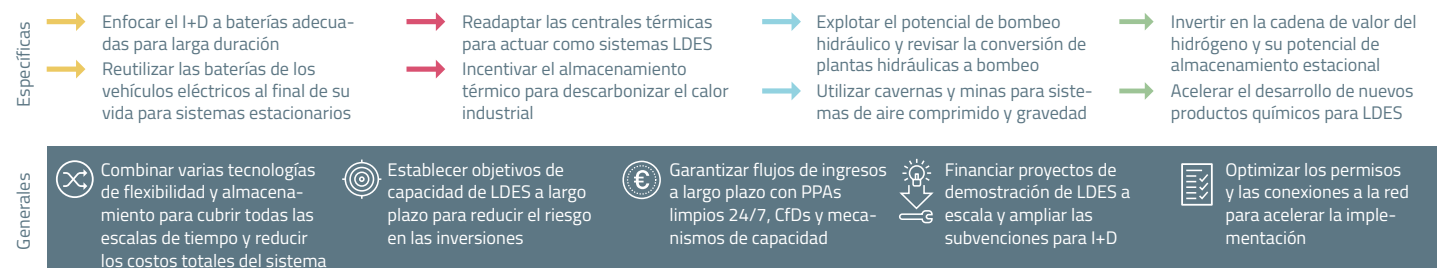 Específicas
Enfocar el I+D a baterías adecua-
das para larga duración
Reutilizar las baterías de los
vehículos eléctricos al final de su
vida para sistemas estacionarios
Readaptar las centrales térmicas
para actuar como sistemas LDES
Incentivar el almacenamiento
térmico para descarbonizar el calor
industrial
Explotar el potencial de bombeo
hidráulico y revisar la conversión de
plantas hidráulicas a bombeo
Utilizar cavernas y minas para siste-
mas de aire comprimido y gravedad
Invertir en la cadena de valor del
hidrógeno y su potencial de
almacenamiento estacional
Acelerar el desarrollo de nuevos
productos químicos para LDES
Generales
Combinar varias tecnologías
de flexibilidad y almacena-
miento para cubrir todas las
escalas de tiempo y reducir
los costos totales del sistema
Establecer objetivos de
capacidad de LDES a largo
plazo para reducir el riesgo
en las inversiones
€
Garantizar flujos de ingresos
a largo plazo con PPAs
limpios 24/7, CfDs y meca-
nismos de capacidad
Financiar proyectos de
demostración de LDES a
escala y ampliar las
subvenciones para I+D
Optimizar los permisos
y las conexiones a la red
para acelerar la imple-
mentación